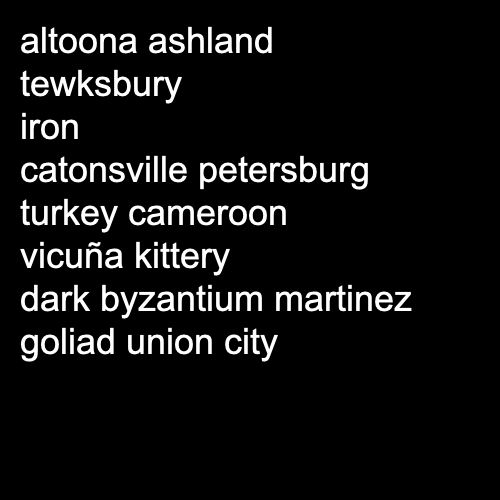 altoona ashland
tewksbury
iron
catonsville petersburg
turkey cameroon
vicuña kittery
dark byzantium martinez
goliad union city